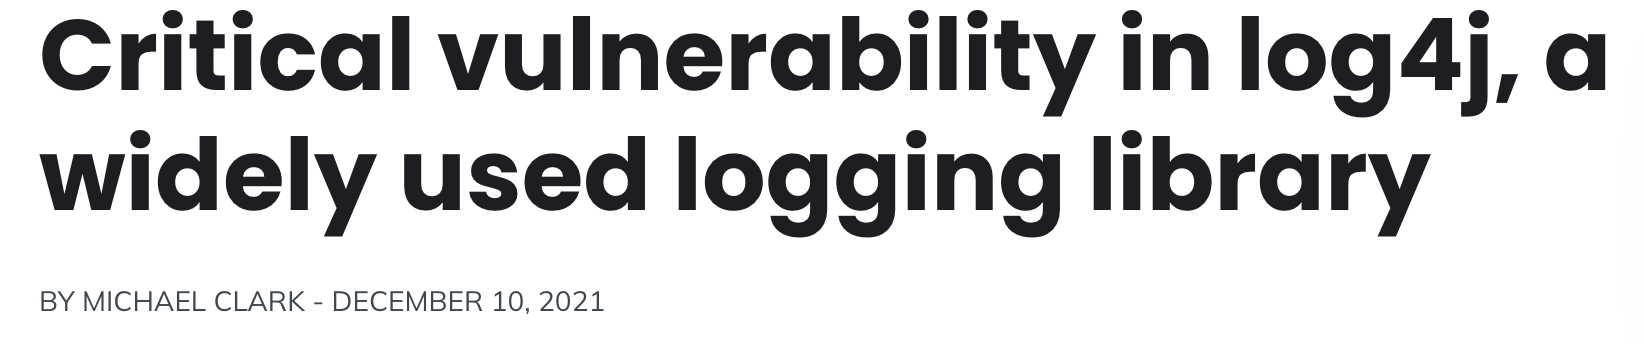 Critical vulnerability in log4j, a
widely used logging library
BY MICHAEL CLARK - DECEMBER 10, 2021